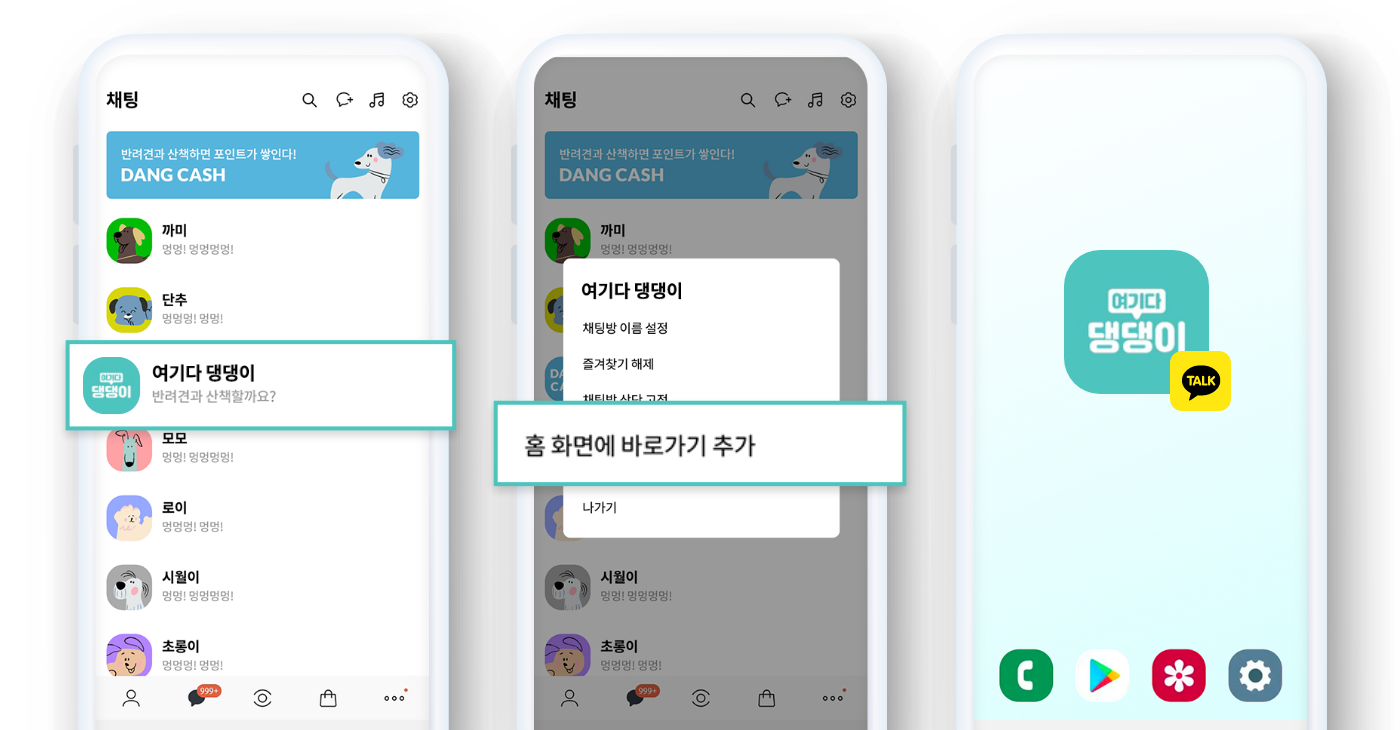 채팅
반려견과 산책하면 포인트가 쌓인다!
DANG CASH
까미
멍멍! 멍멍멍멍!
단추
멍멍멍! 멍멍!
여기다
댕댕이
여기다 댕댕이
반려견과 산책할까요?
모모
멍멍! 멍멍멍멍!
로이
멍멍멍! 멍멍!
시월이
멍멍! 멍멍멍멍!
초롱이
멍멍멍! 멍멍!
999+
채팅
반려견과 산책하면 포인트가 쌓인다!
DANG CASH
까미
멍멍! 멍멍멍멍!
여기다 댕댕이
채팅방 이름 설정
즐겨찾기 해제
채팅방 상단 고정
홈 화면에 바로가기 추가
나가기
시월이
멍멍! 멍멍멍멍!
초롱이
멍멍멍! 멍멍!
999+
여기다
댕댕이
TALK